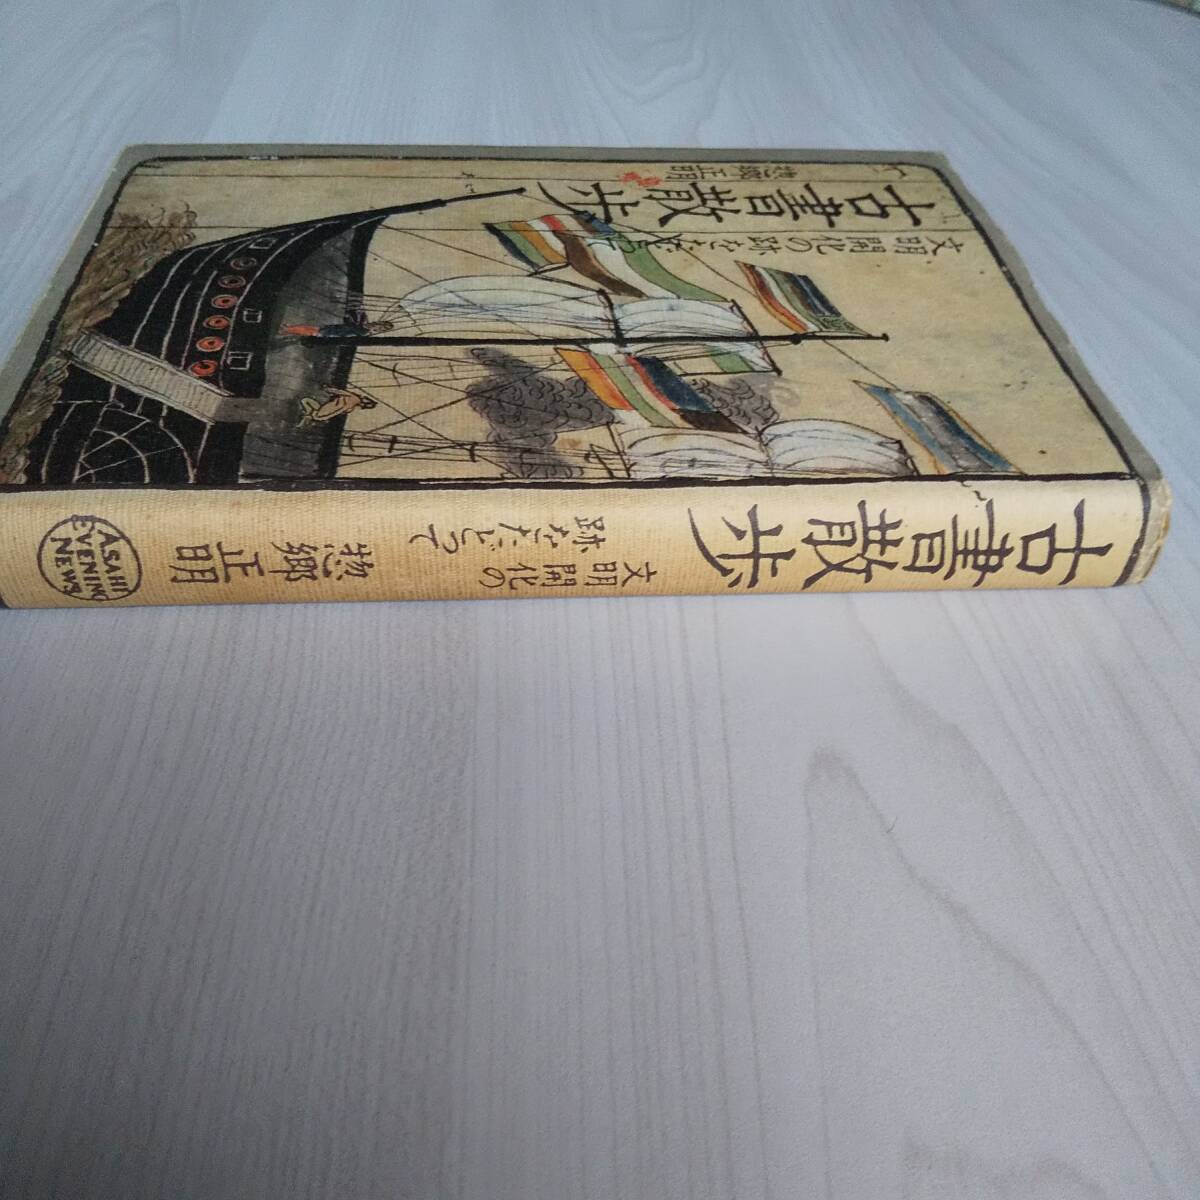 古書散歩
文明開化の跡をたどって
惣郷正明
古書散歩
文明開化の
跡をたどって
惣郷正明
ASAHI
EVENING
NEWS